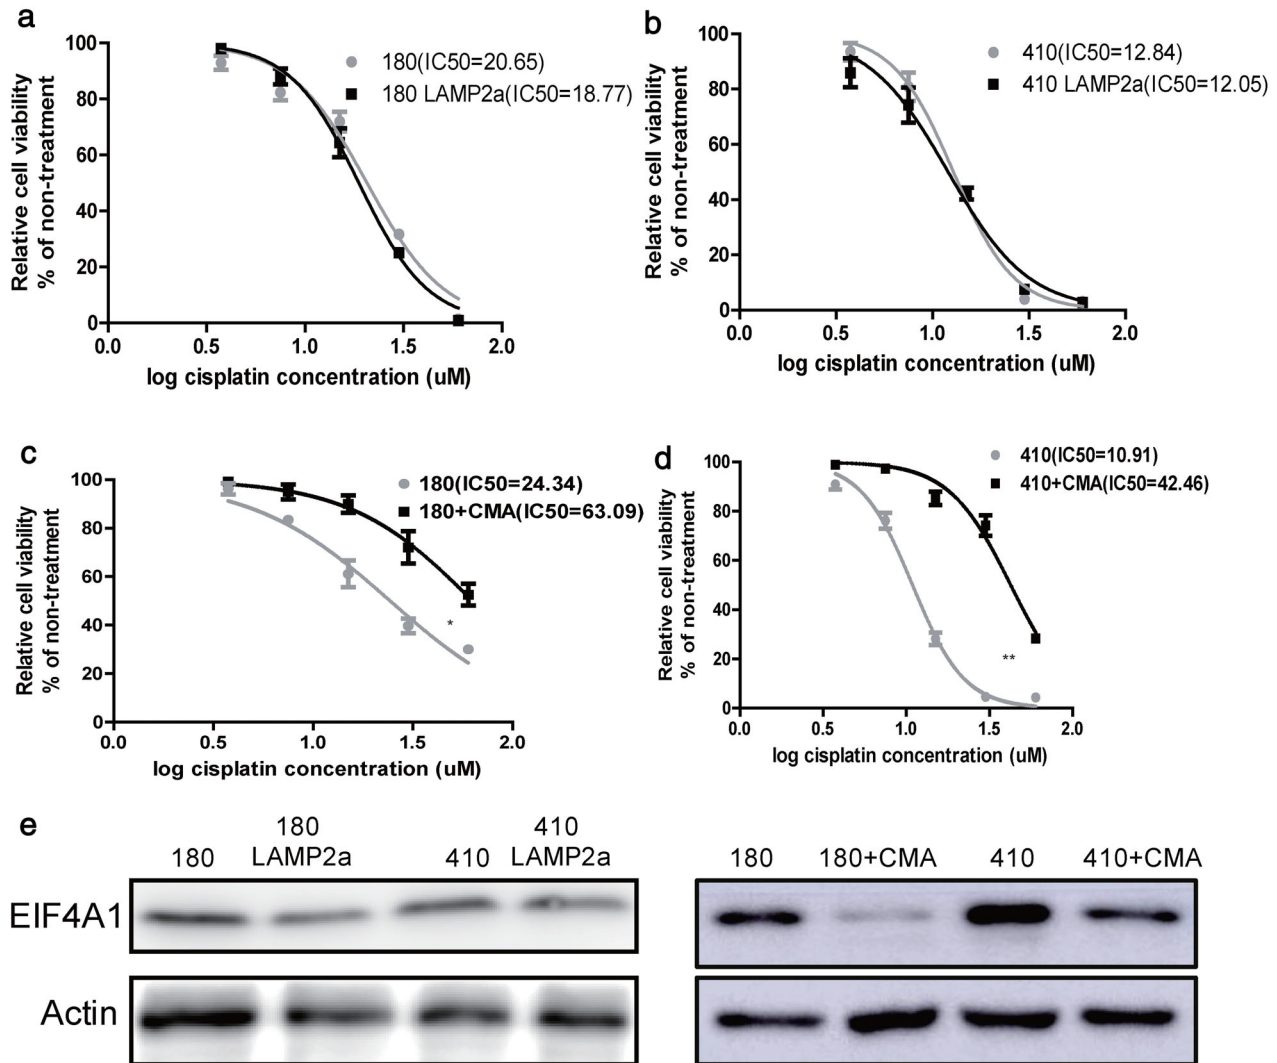 a
100
80
60
40
20
0
0.0 0.5 1.0 1.5 2.0
Relative cell viability
% of non-treatment
log cisplatin concentration (uM)
180(IC50=20.65)
180 LAMP2a(IC50=18.77)
b
100
80
60
40
20
0
0.0 0.5 1.0 1.5 2.0
Relative cell viability
% of non-treatment
log cisplatin concentration (uM)
410(IC50=12.84)
410 LAMP2a(IC50=12.05)
c
100
80
60
40
20
0
0.0 0.5 1.0 1.5 2.0
Relative cell viability
% of non-treatment
log cisplatin concentration (uM)
180(IC50=24.34)
180+CMA(IC50=63.09)
*
d
100
80
60
40
20
0
0.0 0.5 1.0 1.5 2.0
Relative cell viability
% of non-treatment
log cisplatin concentration (uM)
410(IC50=10.91)
410+CMA(IC50=42.46)
**
e
180 410
180 LAMP2a 410 LAMP2a
180 180+CMA 410 410+CMA
EIF4A1
Actin